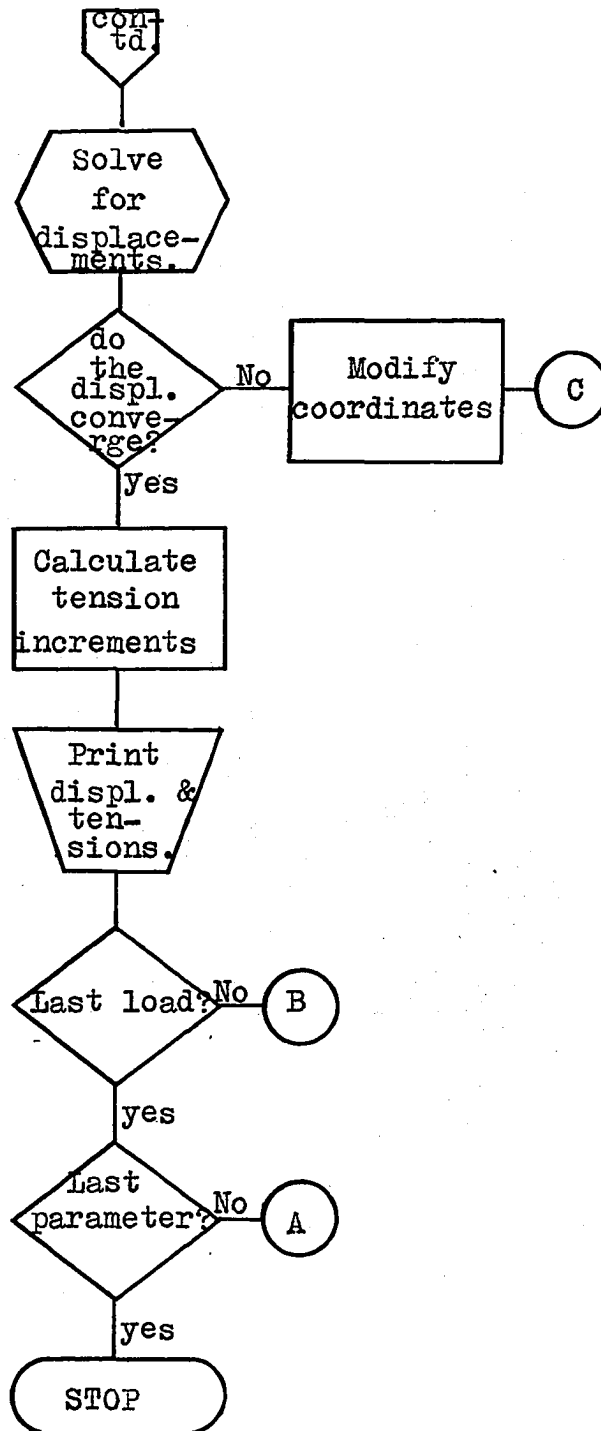 con-
td.
Solve
for
displace-
ments.
do
the
displ.
conve-
rge?
No
Modify
coordinates
C
yes
Calculate
tension
increments
Print
displ. &
ten-
sions.
Last load?
No
B
yes
Last
parameter?
No
A
yes
STOP